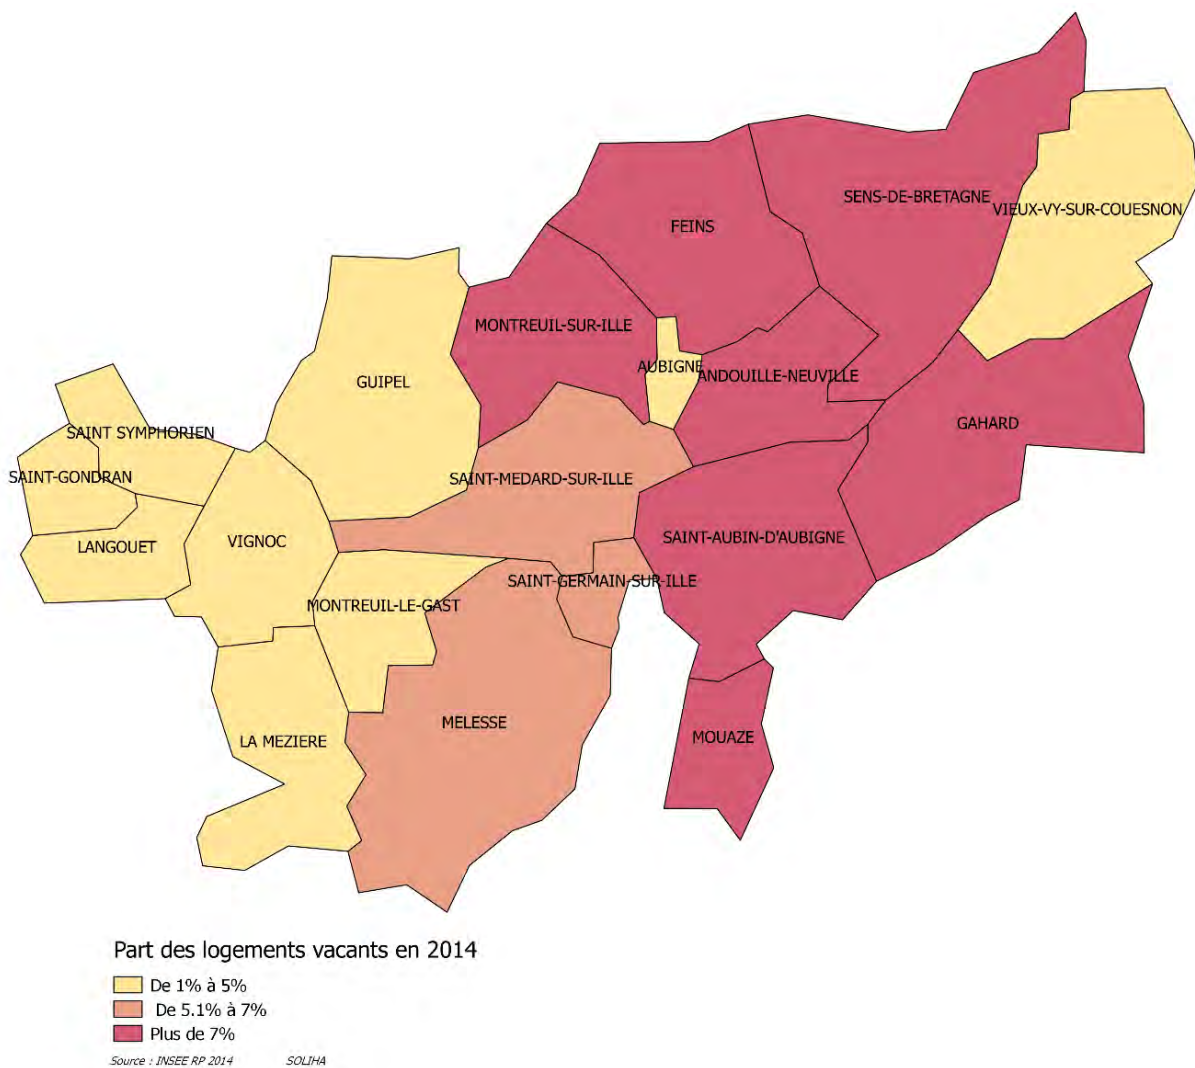 SENS-DE-BRETAGNE
VIEUX-VY-SUR-COUESNON
FEINS
MONTREUIL-SUR-ILLE
AUBIGNE
ANDOUILLE-NEUVILLE
GUIPEL
GAHARD
SAINT SYMPHORIEN
SAINT-GONDRAN
SAINT-MEDARD-SUR-ILLE
LANGOUET
VIGNOC
SAINT-AUBIN-D'AUBIGNE
SAINT-GERMAIN-SUR-ILLE
MONTREUIL-LE-GAST
MELESSE
LA MEZIERE
MOUAZE
Part des logements vacants en 2014
De 1% à 5%
De 5.1% à 7%
Plus de 7%
Source : INSEE RP 2014 SOLIHA